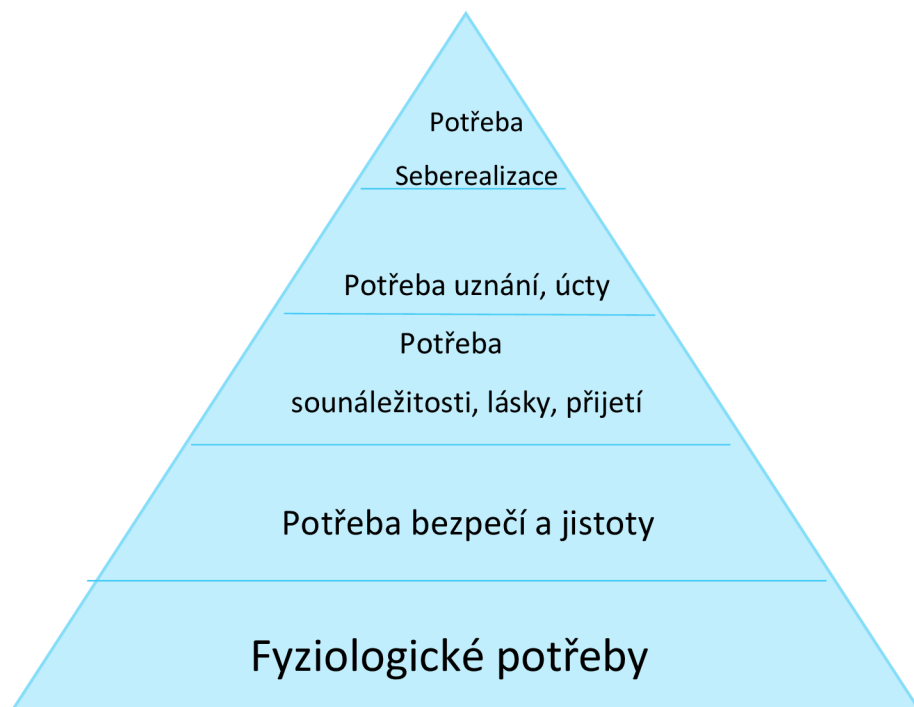 Potřeba
Seberealizace
Potřeba uznání, úcty
Potřeba
sounáležitosti, lásky, přijetí
Potřeba bezpečí a jistoty
Fyziologické potřeby